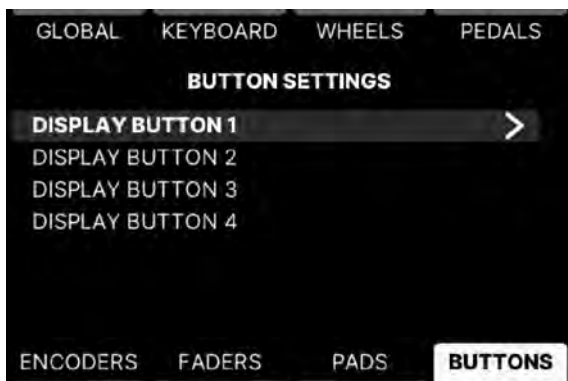 GLOBAL KEYBOARD WHEELS PEDALS
BUTTON SETTINGS
DISPLAY BUTTON 1
DISPLAY BUTTON 2
DISPLAY BUTTON 3
DISPLAY BUTTON 4
ENCODERS FADERS PADS BUTTONS